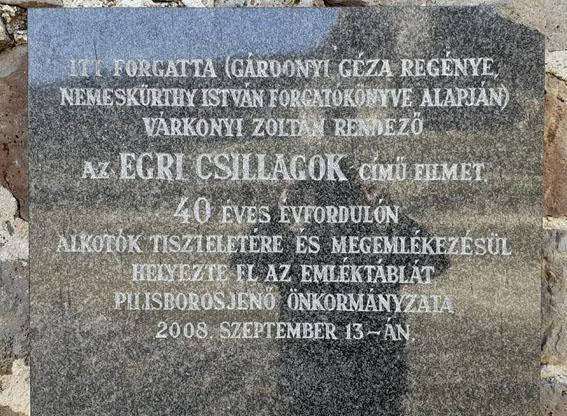 ITT FORGATTA (GÁRDONYI GÉZA REGÉNYE,
NEMESKÜRTHY ISTVÁN FORGATÓKÖNYVE ALAPJÁN)
VÁRKONYI ZOLTÁN RENDEZŐ
AZ EGRI CSILLAGOK CÍMŰ FILMET.
40 ÉVES ÉVFORDULÓN
ALKOTÓK TISZTELETÉRE ÉS MEGEMLÉKEZÉSÜL
HELYEZTE EL AZ EMLÉKTÁBLÁT
PILISBOROSJENŐ ÖNKORMÁNYZATA
2008. SZEPTEMBER 13-ÁN.